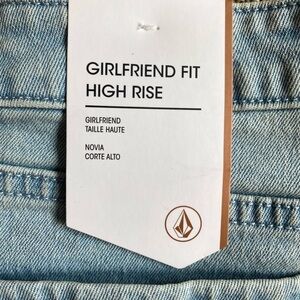 GIRLFRIEND FIT
HIGH RISE
GIRLFRIEND
TAILLE HAUTE
NOVIA
CORTE ALTO